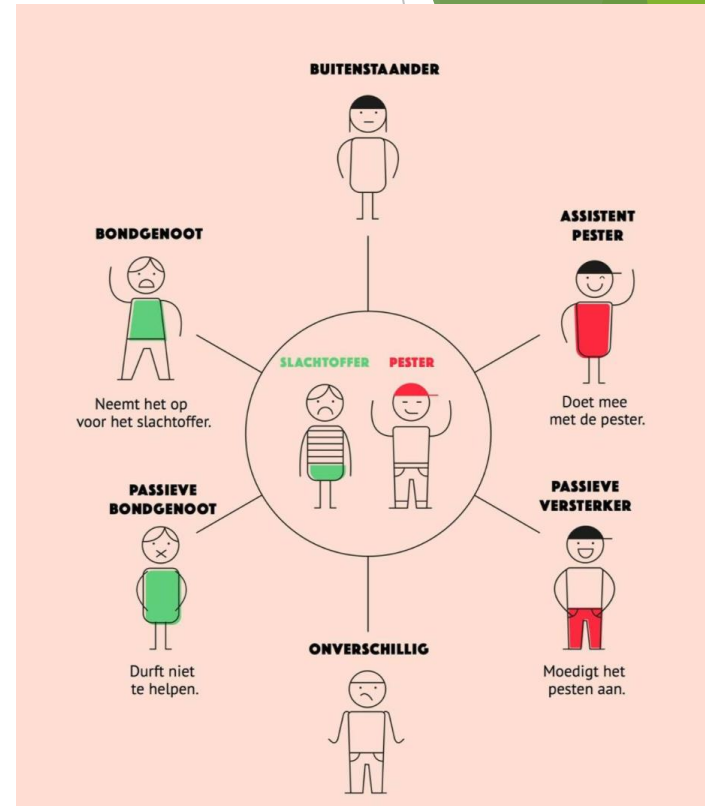 BUITENSTAANDER
BONDGENOOT
Neemt het op
voor het slachtoffer.
ASSISTENT
PESTER
Doet mee
met de pester.
SLACHTOFFER
PESTER
PASSIEVE
BONDGENOOT
Durft niet
te helpen.
PASSIEVE
VERSTERKER
Moedigt het
pesten aan.
ONVERSCHILLIG